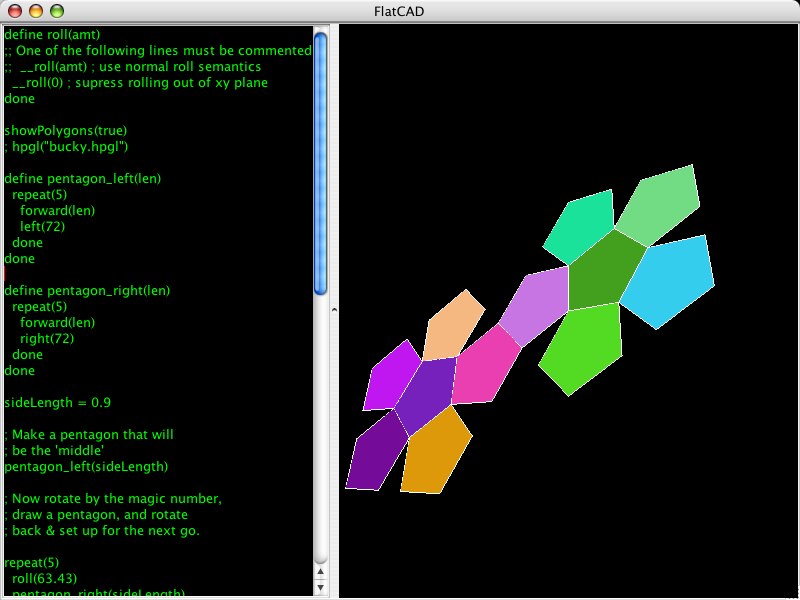 FlatCAD
define roll(amt)
;; One of the following lines must be commented
;;  __roll(amt) ; use normal roll semantics
  __roll(0) ; supress rolling out of xy plane
done
showPolygons(true)
; hpgl("bucky.hpgl")
define pentagon_left(len)
  repeat(5)
    forward(len)
    left(72)
  done
done
define pentagon_right(len)
  repeat(5)
    forward(len)
    right(72)
  done
done
sideLength = 0.9
; Make a pentagon that will
; be the 'middle'
pentagon_left(sideLength)
; Now rotate by the magic number,
; draw a pentagon, and rotate
; back & set up for the next go.
repeat(5)
  roll(63.43)
  pentagon_right(sideLength)